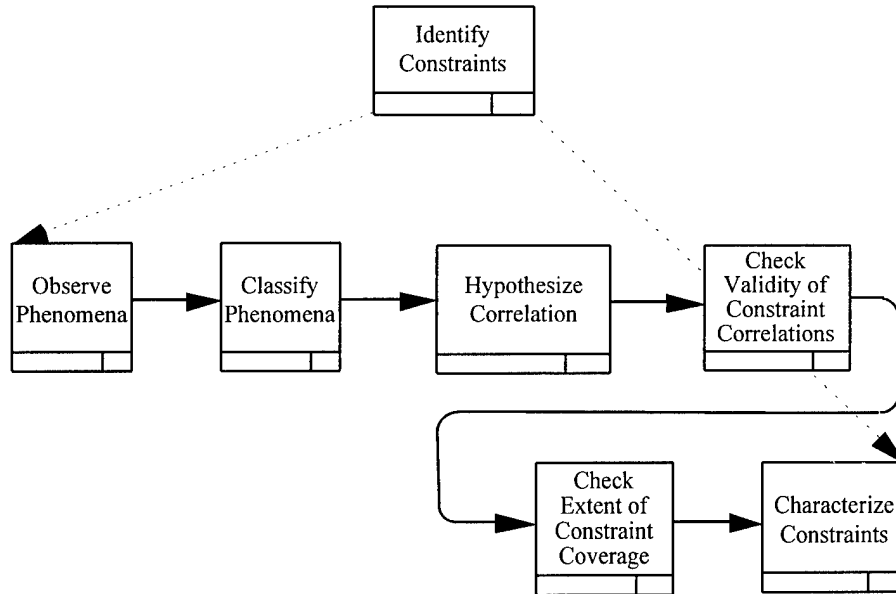 Identify
Constraints
Observe
Phenomena
Classify
Phenomena
Hypothesize
Correlation
Check
Validity of
Constraint
Correlations
Check
Extent of
Constraint
Coverage
Characterize
Constraints